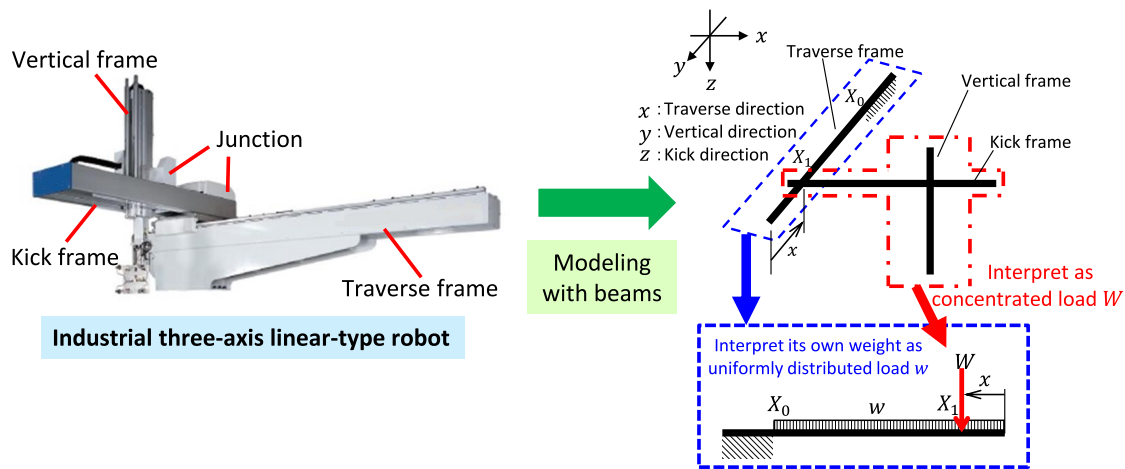 Vertical frame
Junction
Kick frame
Traverse frame
Industrial three-axis linear-type robot
Modeling
with beams
x
y
z
x : Traverse direction
y : Vertical direction
z : Kick direction
Traverse frame
X₀
X₁
x
Vertical frame
Kick frame
Interpret as
concentrated load W
Interpret its own weight as
uniformly distributed load w
W
x
X₀
w
X₁